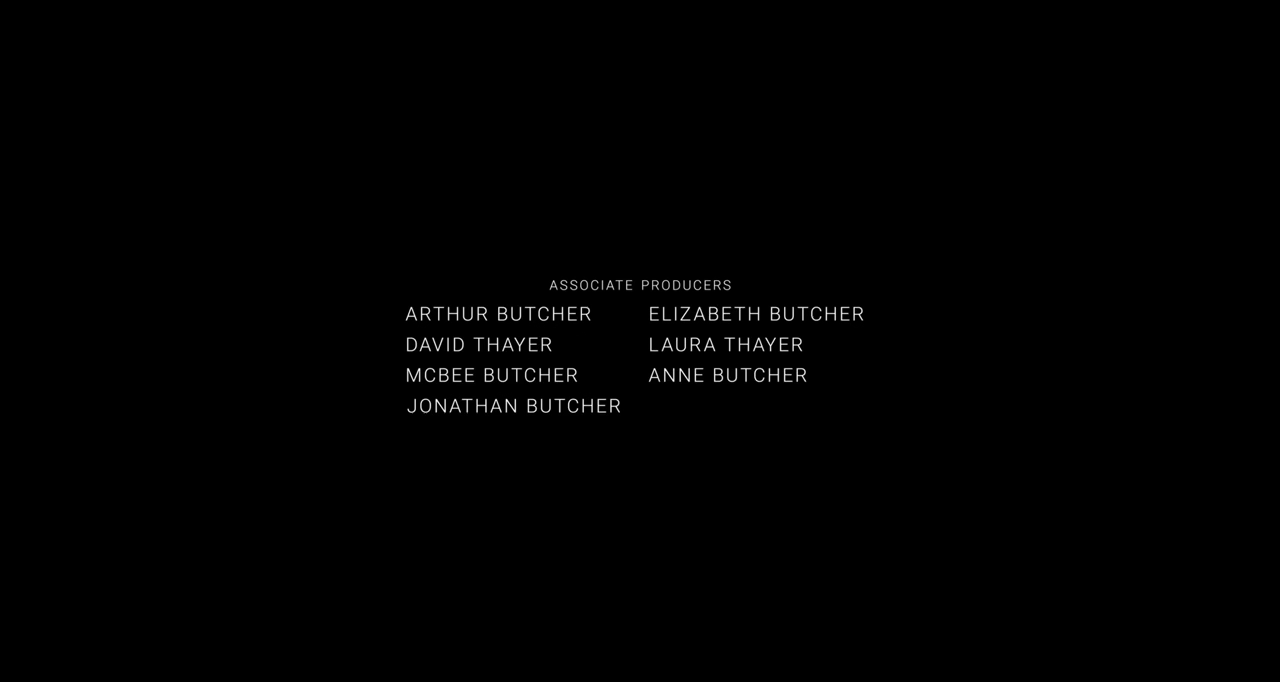 ASSOCIATE PRODUCERS
ARTHUR BUTCHER ELIZABETH BUTCHER
DAVID THAYER LAURA THAYER
MCBEE BUTCHER ANNE BUTCHER
JONATHAN BUTCHER